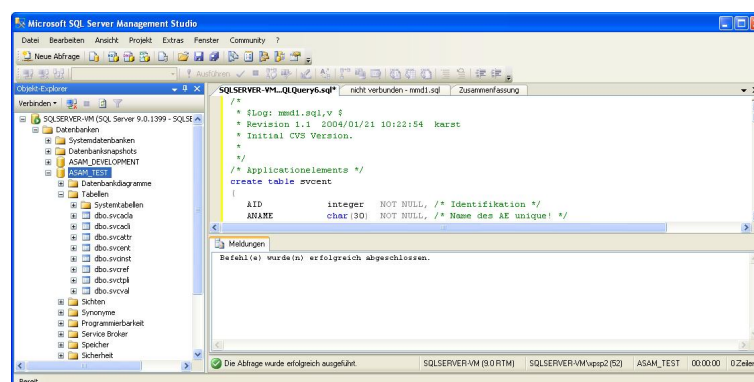 Microsoft SQL Server Management Studio
Datei Bearbeiten Ansicht Projekt Extras Fenster Community ?
Neue Abfrage
Ausführen
Objekt-Explorer
Verbinden
SQLSERVER-VM (SQL Server 9.0.1399 - SQLSE
Datenbanken
Systemdatenbanken
Datenbanksnapshots
ASAM_DEVELOPMENT
ASAM_TEST
Datenbankdiagramme
Tabellen
Systemtabellen
dbo.svcacla
dbo.svcacli
dbo.svcattr
dbo.svcent
dbo.svcinst
dbo.svcref
dbo.svctpli
dbo.svcval
Sichten
Synonyme
Programmierbarkeit
Service Broker
Speicher
Sicherheit
SQLSERVER-VM...QLQuery6.sql* nicht verbunden - nmd1.sql Zusammenfassung
/*
* $Log: mmd1.sql,v $
* Revision 1.1 2004/01/21 10:22:54 karst
* Initial CVS Version.
*
*/
/* Applicationelements */
create table svcent
(
AID integer NOT NULL, /* Identifikation */
ANAME char(30) NOT NULL, /* Name des AE unique! */
Meldungen
Befehl(e) wurde(n) erfolgreich abgeschlossen.
Die Abfrage wurde erfolgreich ausgeführt. SQLSERVER-VM (9.0 RTM) SQLSERVER-VM\xpsp2 (52) ASAM_TEST 00:00:00 0 Zeilen
Bereit